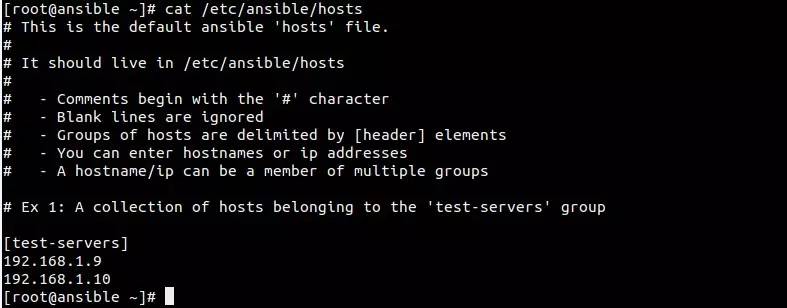 [root@ansible ~]# cat /etc/ansible/hosts
# This is the default ansible 'hosts' file.
#
# It should live in /etc/ansible/hosts
#
#   - Comments begin with the '#' character
#   - Blank lines are ignored
#   - Groups of hosts are delimited by [header] elements
#   - You can enter hostnames or ip addresses
#   - A hostname/ip can be a member of multiple groups
# Ex 1: A collection of hosts belonging to the 'test-servers' group
[test-servers]
192.168.1.9
192.168.1.10
[root@ansible ~]#